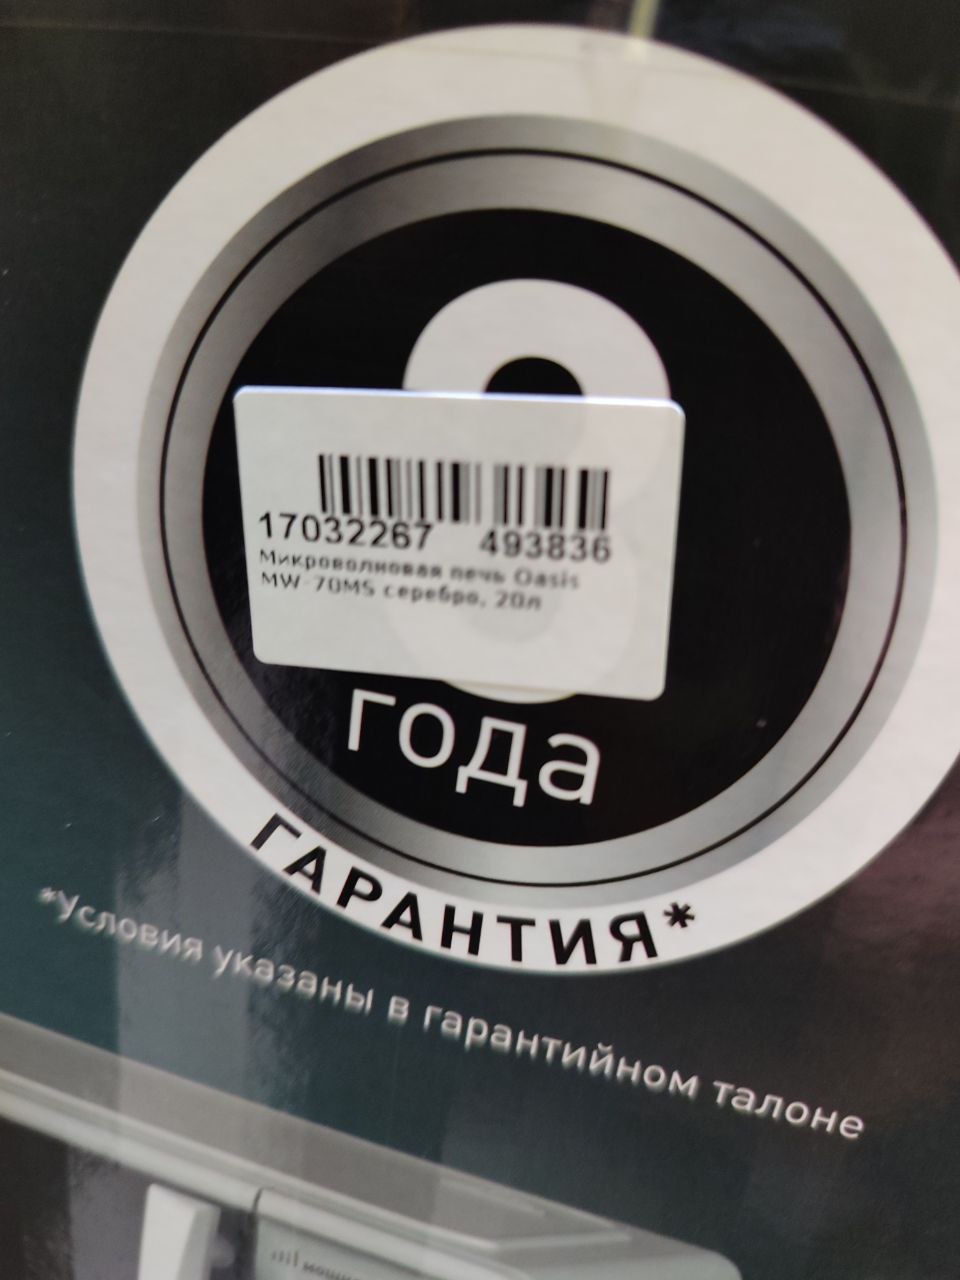 17032267 493836
Микроволновая печь Oasis
MW-70MS серебро, 20л
года
ГАРАНТИЯ*
*Условия указаны в гарантийном талоне